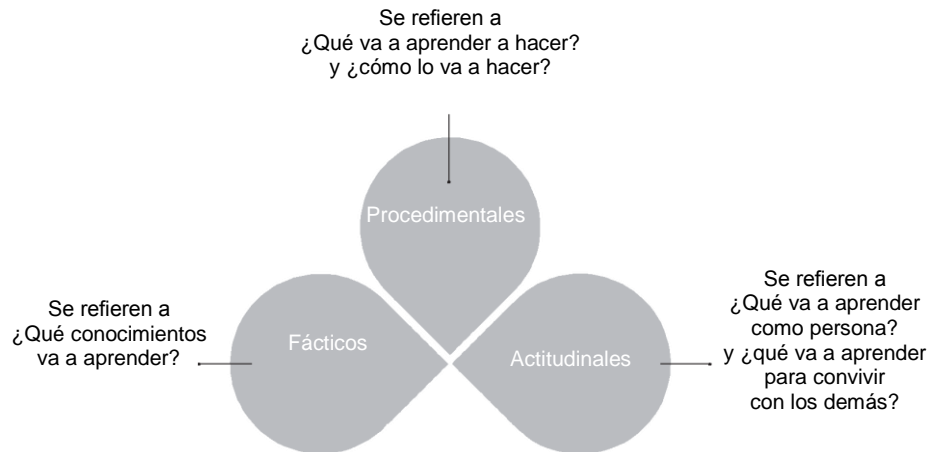 Se refieren a
¿Qué va a aprender a hacer?
y ¿cómo lo va a hacer?
Procedimentales
Se refieren a
¿Qué conocimientos
va a aprender?
Fácticos
Actitudinales
Se refieren a
¿Qué va a aprender
como persona?
y ¿qué va a aprender
para convivir
con los demás?